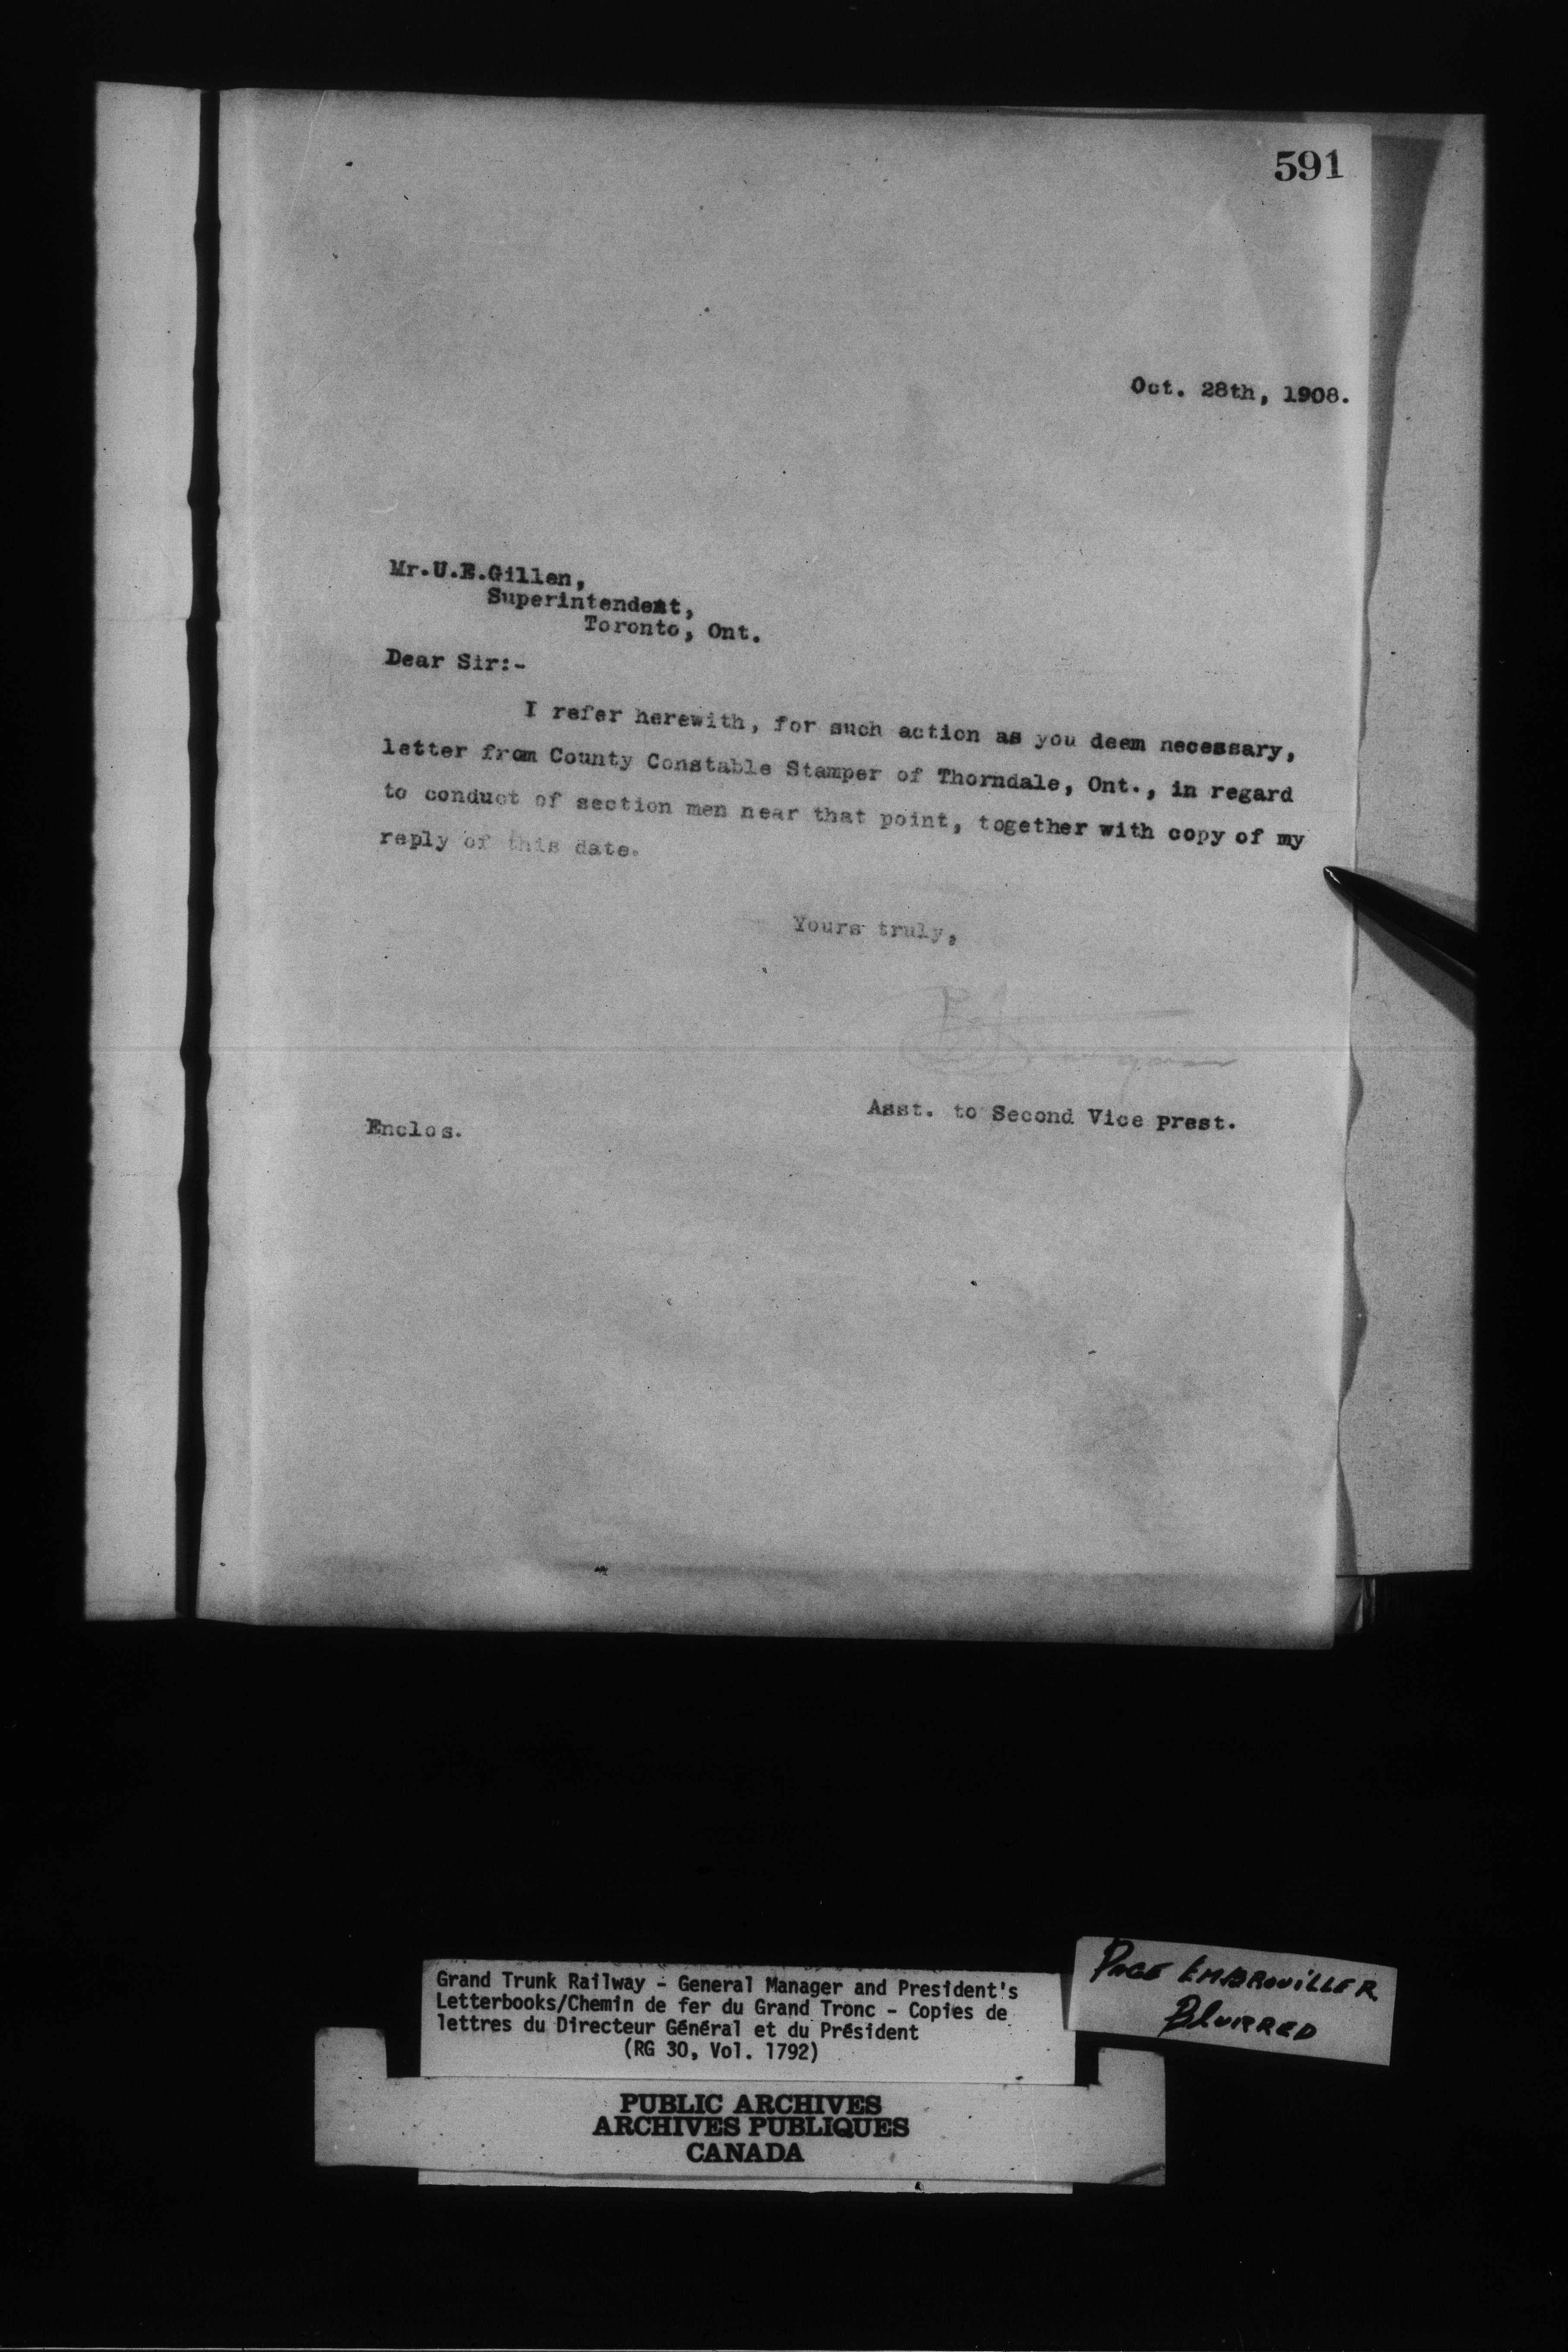 591
Oct. 28th, 1908.
Mr.U.E.Gillen,
Superintendent,
Toronto, Ont.
Dear Sir:-
I refer herewith, for such action as you deem necessary,
letter from County Constable Stamper of Thorndale, Ont., in regard
to conduct of section men near that point, together with copy of my
reply of this date.
Yours truly,
Asst. to Second Vice prest.
Enclos.
Grand Trunk Railway - General Manager and President's
Letterbooks/Chemin de fer du Grand Tronc - Copies de
lettres du Directeur Général et du Président
(RG 30, Vol. 1792)
PAGE EMBROUILLER
BLURRED
PUBLIC ARCHIVES
ARCHIVES PUBLIQUES
CANADA